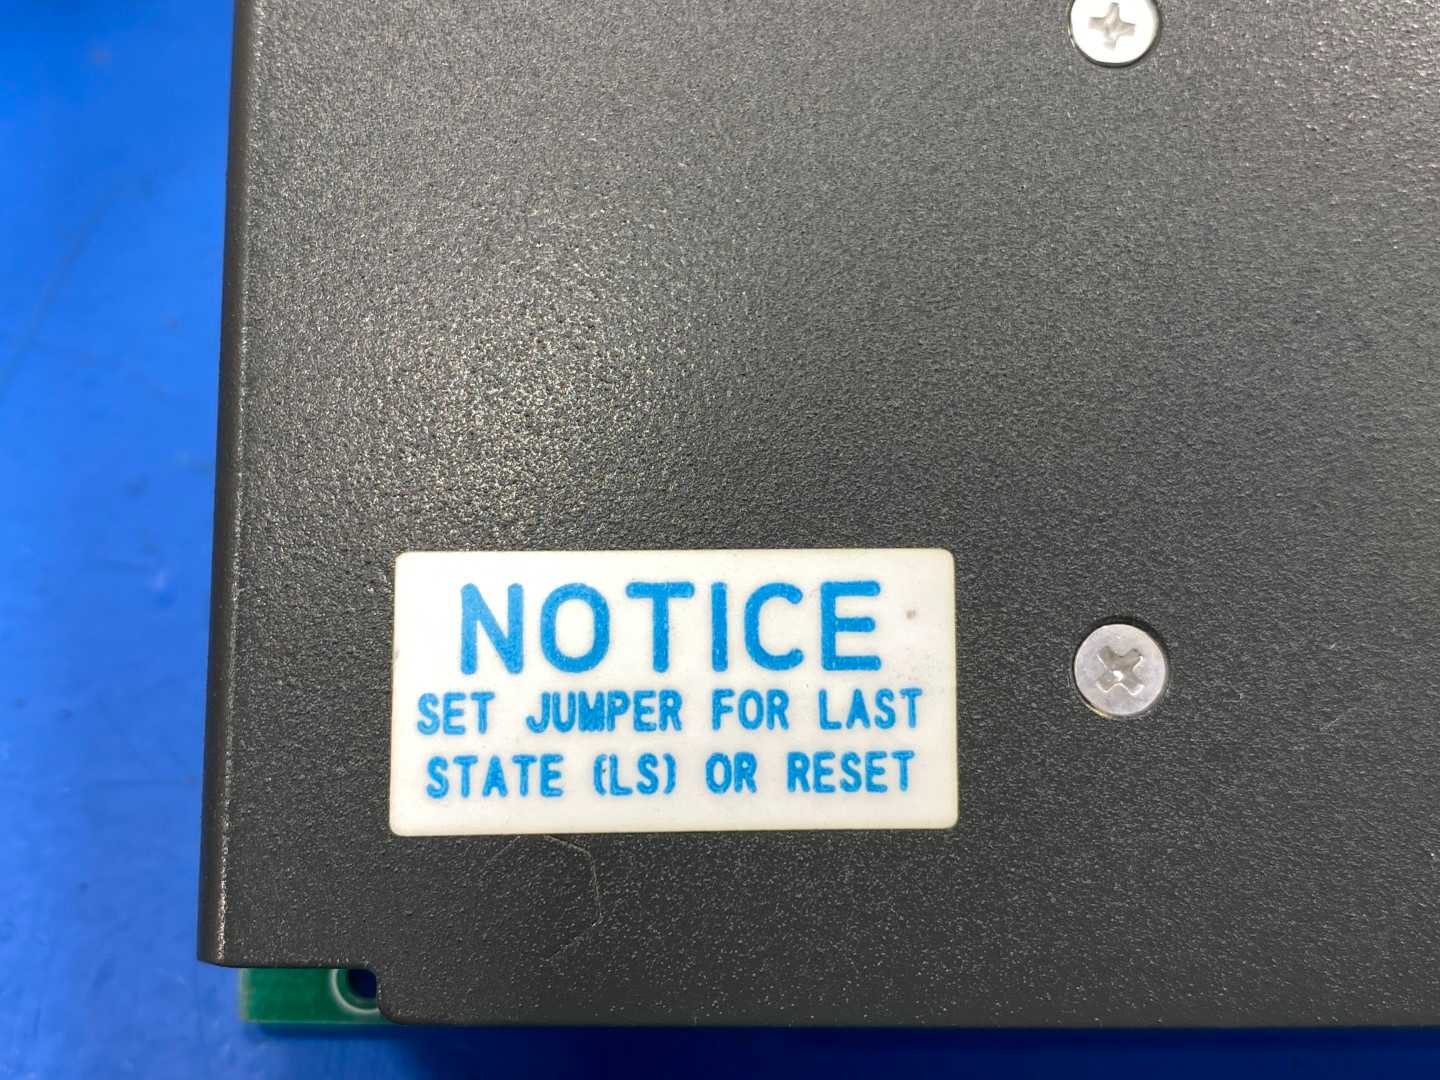 NOTICE
SET JUMPER FOR LAST
STATE (LS) OR RESET